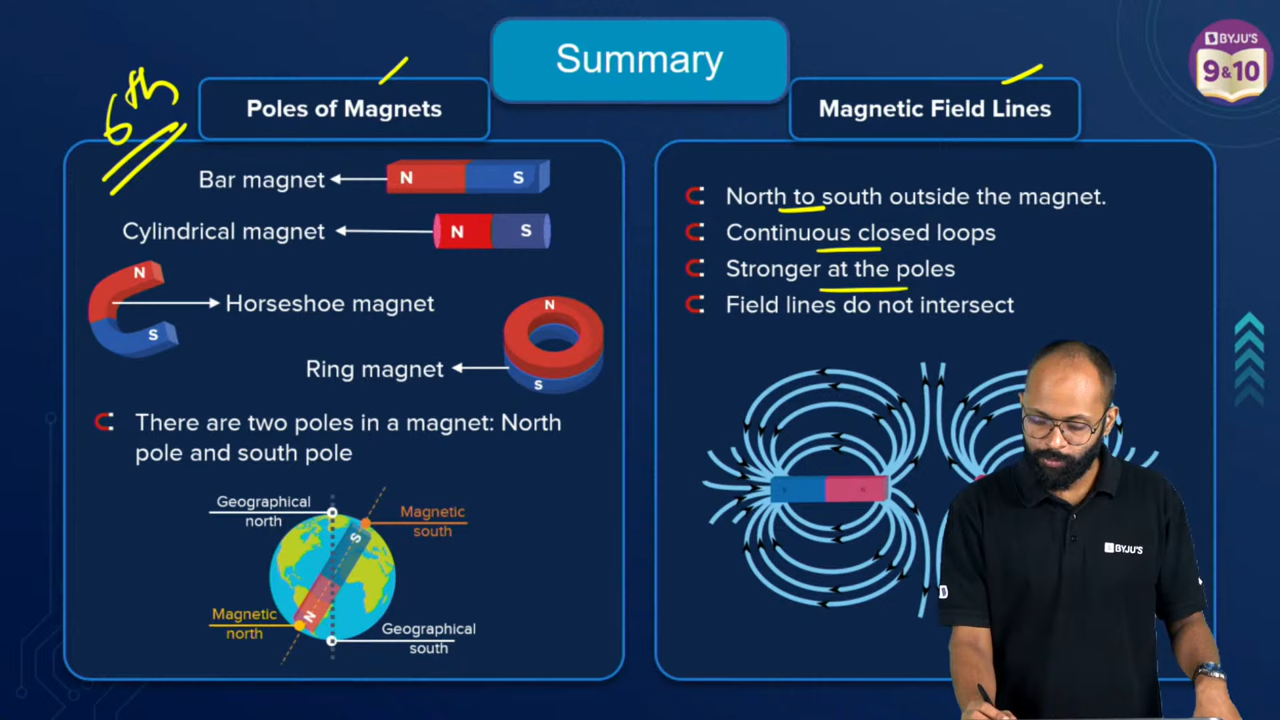 Summary
BYJU'S
9&10
6th
Poles of Magnets
Magnetic Field Lines
Bar magnet
N S
Cylindrical magnet
N S
N
S
Horseshoe magnet
N
S
Ring magnet
There are two poles in a magnet: North
pole and south pole
Geographical
north
Magnetic
south
S
N
Magnetic
north
Geographical
south
North to south outside the magnet.
Continuous closed loops
Stronger at the poles
Field lines do not intersect
BYJU'S